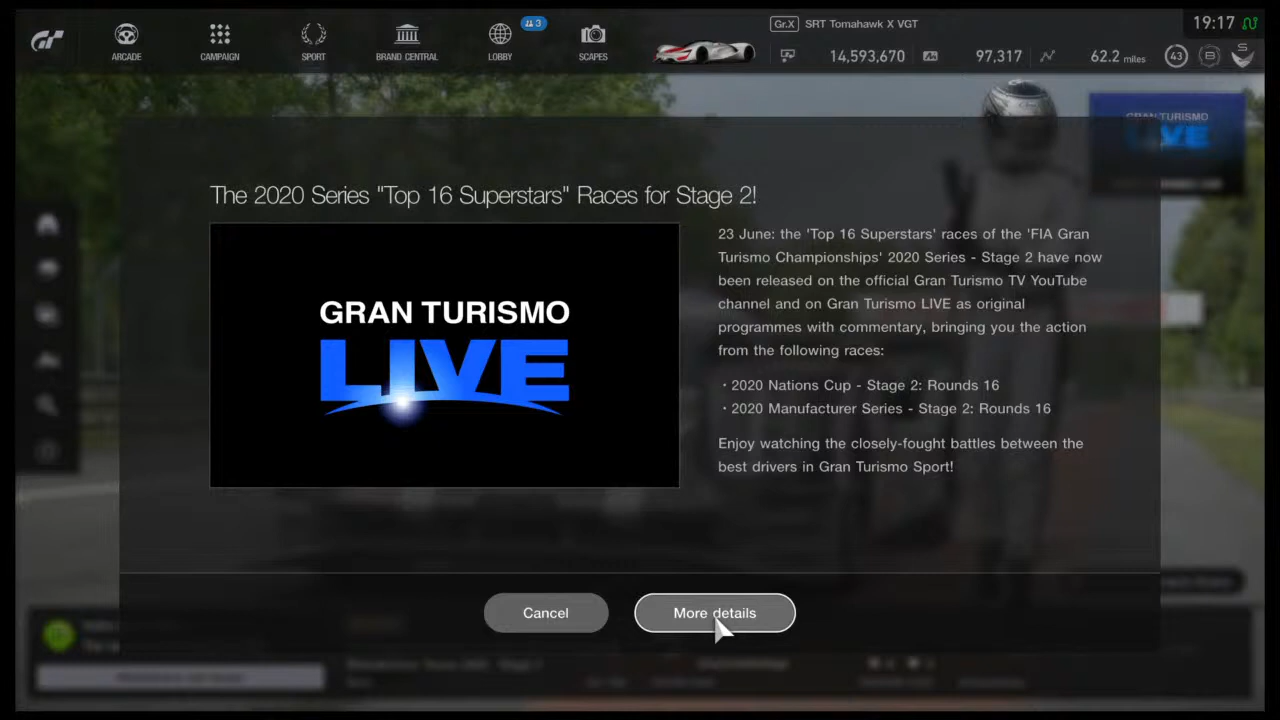 Gr.X SRT Tomahawk X VGT
19:17
3
14,593,670 97,317 62.2 miles 43 B S
ARCADE CAMPAIGN SPORT BRAND CENTRAL LOBBY SCAPES
GRAN TURISMO
LIVE
The 2020 Series "Top 16 Superstars" Races for Stage 2!
GRAN TURISMO
LIVE
23 June: the 'Top 16 Superstars' races of the 'FIA Gran
Turismo Championships' 2020 Series - Stage 2 have now
been released on the official Gran Turismo TV YouTube
channel and on Gran Turismo LIVE as original
programmes with commentary, bringing you the action
from the following races:
・2020 Nations Cup - Stage 2: Rounds 16
・2020 Manufacturer Series - Stage 2: Rounds 16
Enjoy watching the closely-fought battles between the
best drivers in Gran Turismo Sport!
Cancel
More details